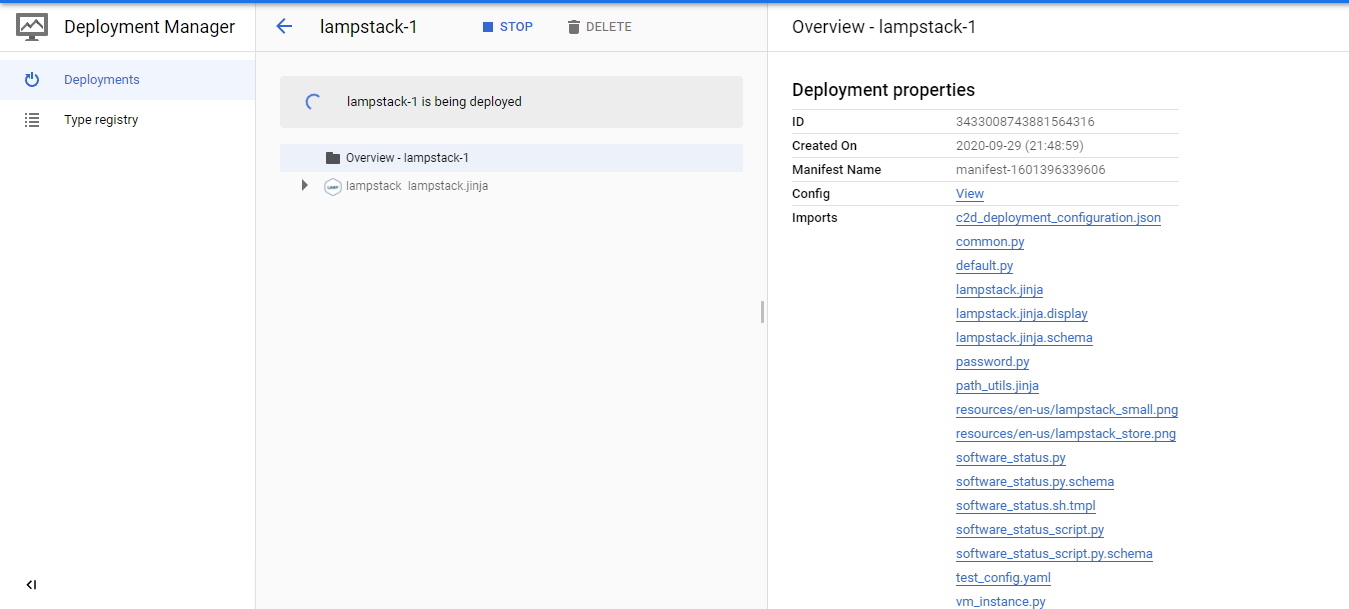 Deployment Manager
Deployments
Type registry
lampstack-1
STOP
DELETE
lampstack-1 is being deployed
Overview - lampstack-1
lampstack lampstack.jinja
Overview - lampstack-1
Deployment properties
ID 3433008743881564316
Created On 2020-09-29 (21:48:59)
Manifest Name manifest-1601396339606
Config View
Imports c2d_deployment_configuration.json
common.py
default.py
lampstack.jinja
lampstack.jinja.display
lampstack.jinja.schema
password.py
path_utils.jinja
resources/en-us/lampstack_small.png
resources/en-us/lampstack_store.png
software_status.py
software_status.py.schema
software_status.sh.tmpl
software_status_script.py
software_status_script.py.schema
test_config.yaml
vm_instance.py